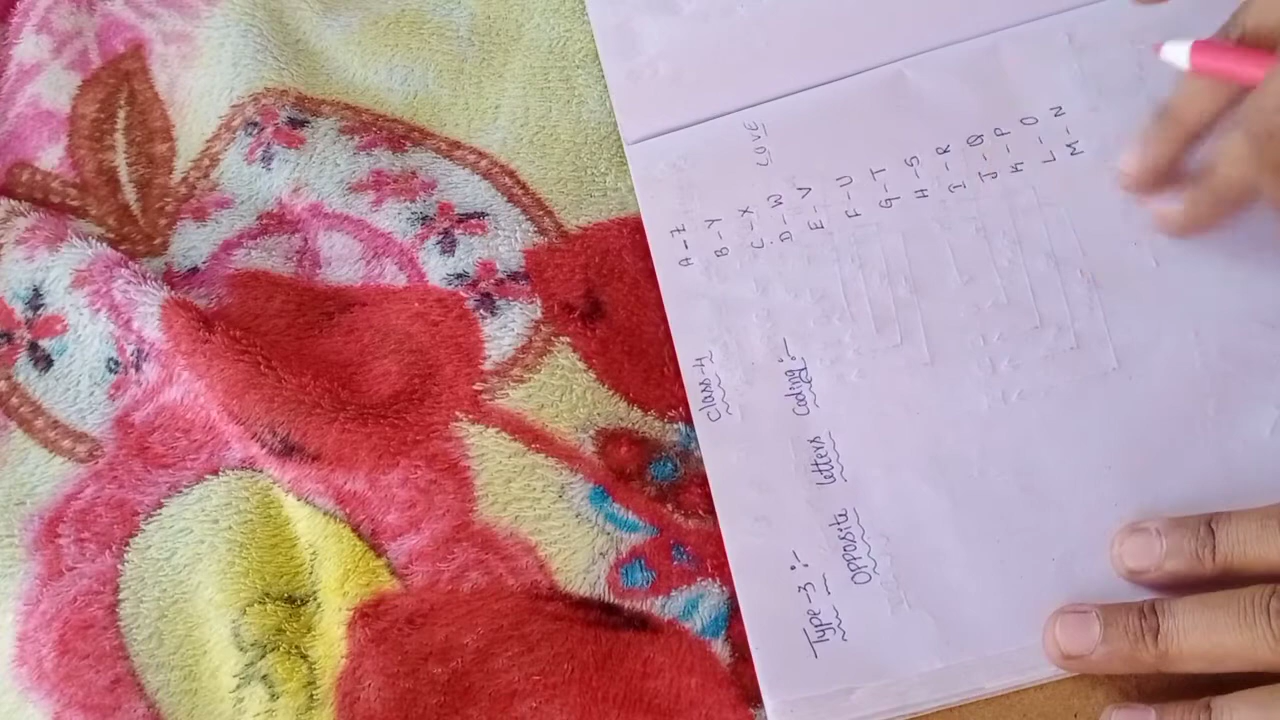 Class-4
Type-3:-
Opposite letters coding:-
A-Z
B-Y
C-X
D-W LOVE
E-V
F-U
G-T
H-S
I-R
J-Q
K-P
L-O
M-N